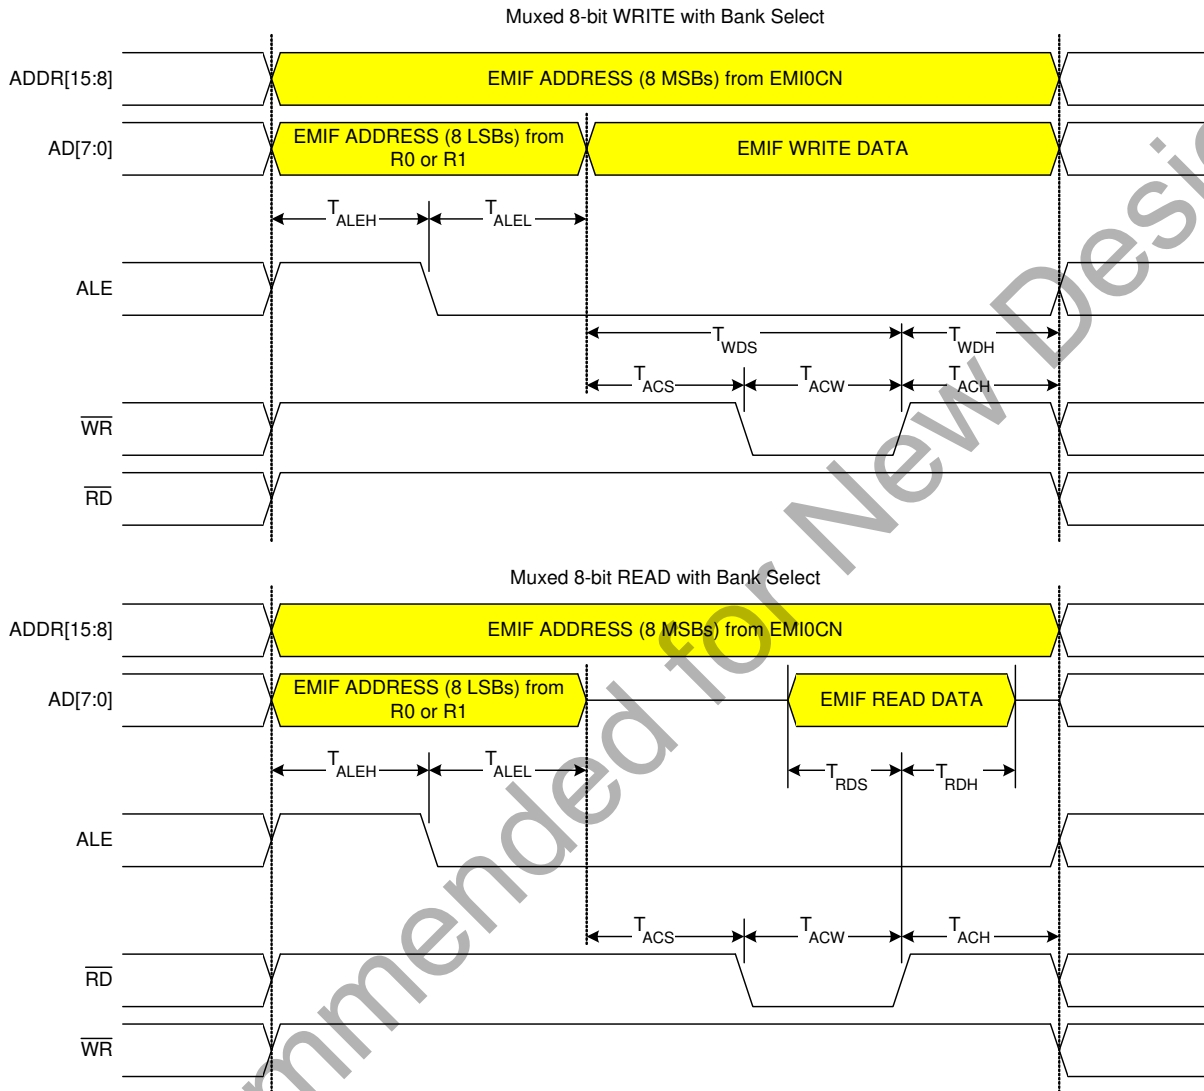 Muxed 8-bit WRITE with Bank Select
ADDR[15:8]
EMIF ADDRESS (8 MSBs) from EMI0CN
AD[7:0]
EMIF ADDRESS (8 LSBs) from
R0 or R1
EMIF WRITE DATA
TALEH
TALEL
ALE
TWDS
TWDH
TACS
TACW
TACH
WR
RD
Muxed 8-bit READ with Bank Select
ADDR[15:8]
EMIF ADDRESS (8 MSBs) from EMI0CN
AD[7:0]
EMIF ADDRESS (8 LSBs) from
R0 or R1
EMIF READ DATA
TALEH
TALEL
TRDS
TRDH
ALE
TACS
TACW
TACH
RD
WR
mmended for New Desi